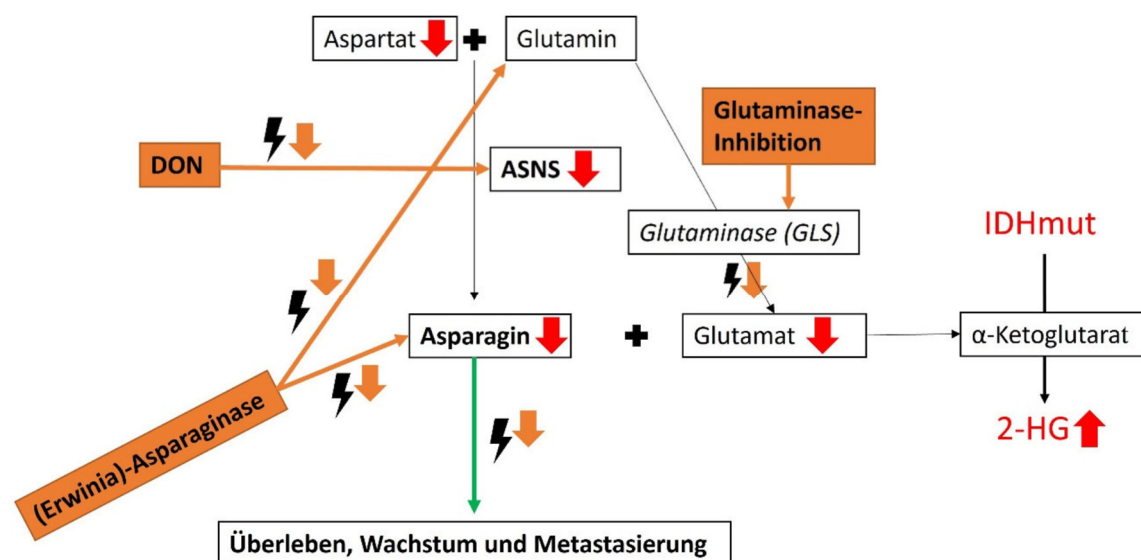 Aspartat
Glutamin
Glutaminase-
Inhibition
DON
ASNS
Glutaminase (GLS)
IDHmut
Asparagin
Glutamat
α-Ketoglutarat
2-HG
(Erwinia)-Asparaginase
Überleben, Wachstum und Metastasierung